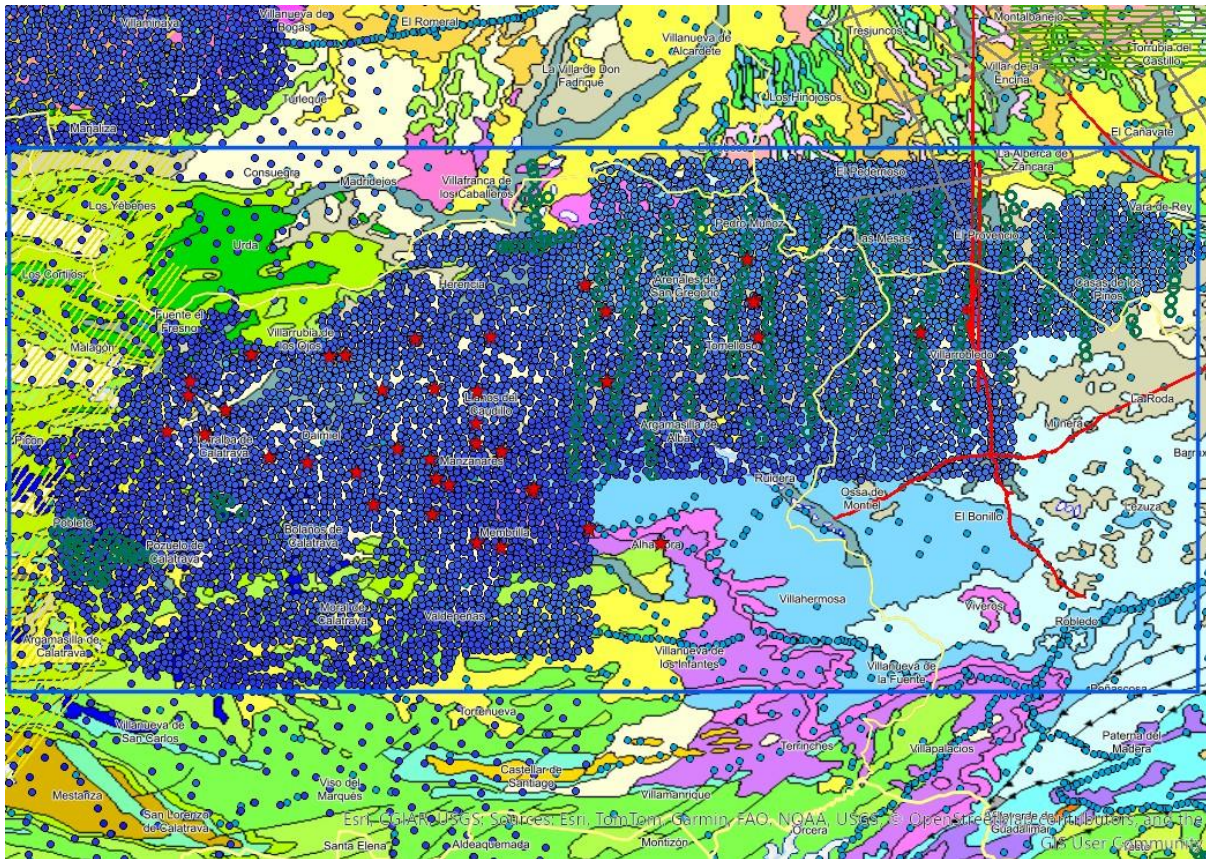 Villaminaya
Villanueva de
Bogas
El Romeral
Villanueva de
Alcardete
Tresjuncos
Montalbanejo
Torrubia del
Castillo
La Villa de Don
Fadrique
Villar de la
Encina
Turleque
Los Hinojosos
Manzaliza
El Cañavate
Consuegra
Madridejos
Villafranca de
los Caballeros
El Pedernoso
La Alberca de
Záncara
Los Yébenes
Vara de Rey
Urda
Pedro Muñoz
Las Mesas
El Provencio
Los Cortijos
Herencia
Arenales de
San Gregorio
Casas de los
Pinos
Fuente el
Fresno
Villarrubia de
los Ojos
Malagón
Tomelloso
Villarrobledo
Llanos del
Caudillo
La Roda
Picón
Caralba de
Calatrava
Daimiel
Argamasilla de
Alba
Munera
Barrax
Manzanares
Ruidera
Ossa de
Montiel
El Bonillo
Lezuza
Poblete
Pozuelo de
Calatrava
Bolaños de
Calatrava
Membrilla
Alhambra
Villahermosa
Viveros
Robledo
Argamasilla de
Calatrava
Moral de
Calatrava
Valdepeñas
Villanueva de
los Infantes
Villanueva de
la Fuente
Peñascosa
Villanueva de
San Carlos
Torrenueva
Terrinches
Villapalacios
Paterna del
Madera
Mestanza
Viso del
Marqués
Castellar de
Santiago
Villamanrique
San Lorenzo
de Calatrava
Esri, CGIAR, USGS; Sources: Esri, TomTom, Garmin, FAO, NOAA, USGS, © OpenStreetMap contributors, and the
GIS User Community
Santa Elena
Aldeaquemada
Montizón
Orcera